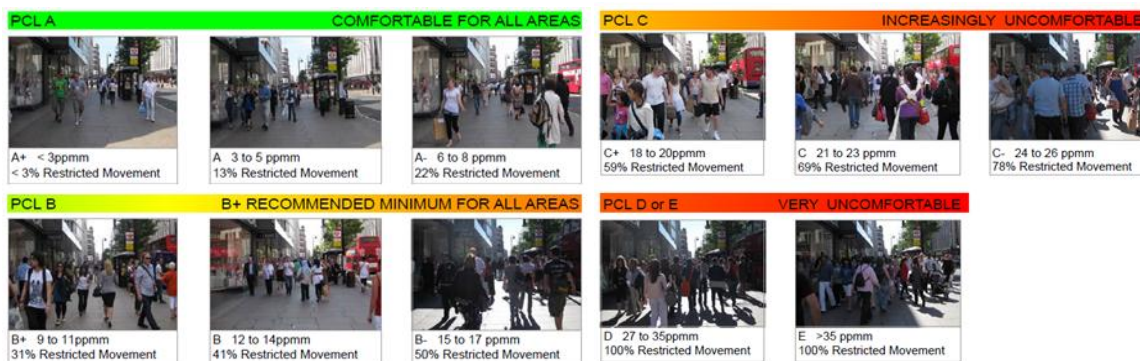 PCL A COMFORTABLE FOR ALL AREAS
A+ < 3ppmm
< 3% Restricted Movement
A 3 to 5 ppmm
13% Restricted Movement
A- 6 to 8 ppmm
22% Restricted Movement
PCL B B+ RECOMMENDED MINIMUM FOR ALL AREAS
B+ 9 to 11ppmm
31% Restricted Movement
B 12 to 14ppmm
41% Restricted Movement
B- 15 to 17 ppmm
50% Restricted Movement
PCL C INCREASINGLY UNCOMFORTABLE
C+ 18 to 20ppmm
59% Restricted Movement
C 21 to 23 ppmm
69% Restricted Movement
C- 24 to 26 ppmm
78% Restricted Movement
PCL D or E VERY UNCOMFORTABLE
D 27 to 35ppmm
100% Restricted Movement
E >35 ppmm
100% Restricted Movement